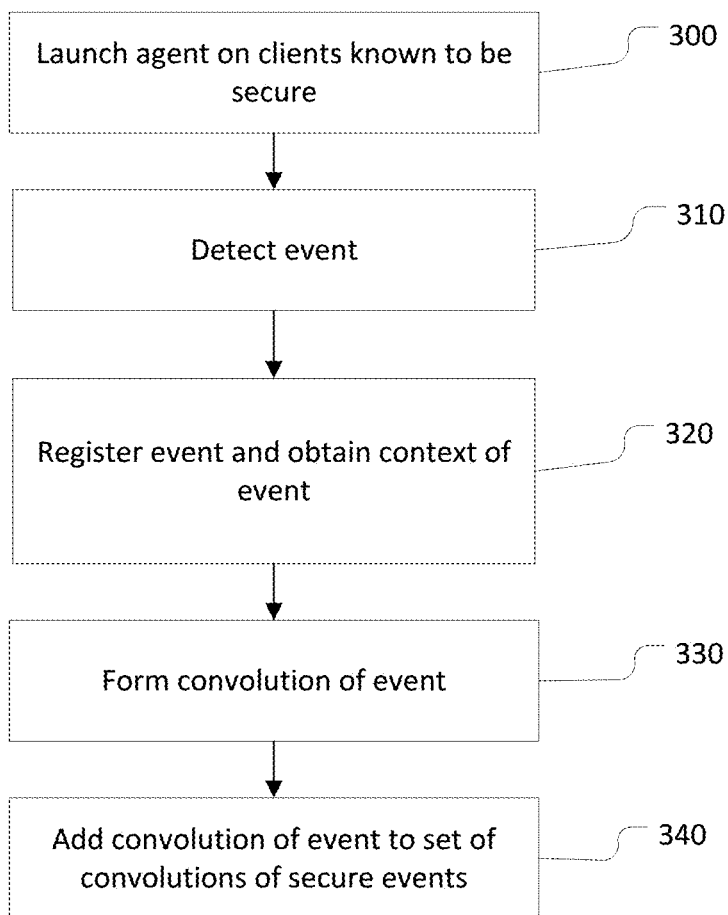 Launch agent on clients known to be
secure
300
Detect event
310
Register event and obtain context of
event
320
Form convolution of event
330
Add convolution of event to set of
convolutions of secure events
340